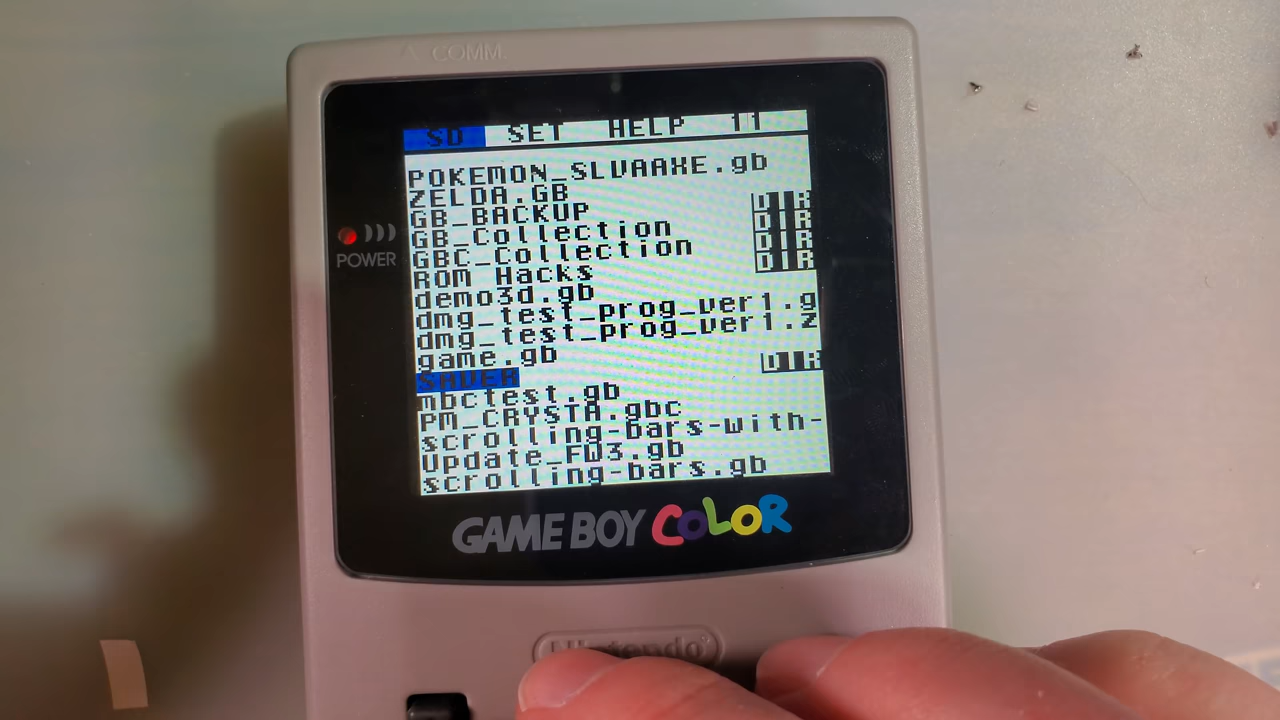 COMM.
SD SET HELP 11
POKEMON_SLVAAXE.gb
ZELDA.GB
GB_BACKUP DIR
GB_Collection DIR
GBC_Collection DIR
ROM Hacks DIR
demo3d.gb
dmg_test_prog_ver1.g
dmg_test_prog_ver1.z
game.gb
SAVER DIR
mbctest.gb
PM_CRYSTA.gbc
scrolling-bars-with-
Update_FW3.gb
scrolling-bars.gb
POWER
GAME BOY COLOR
Nintendo